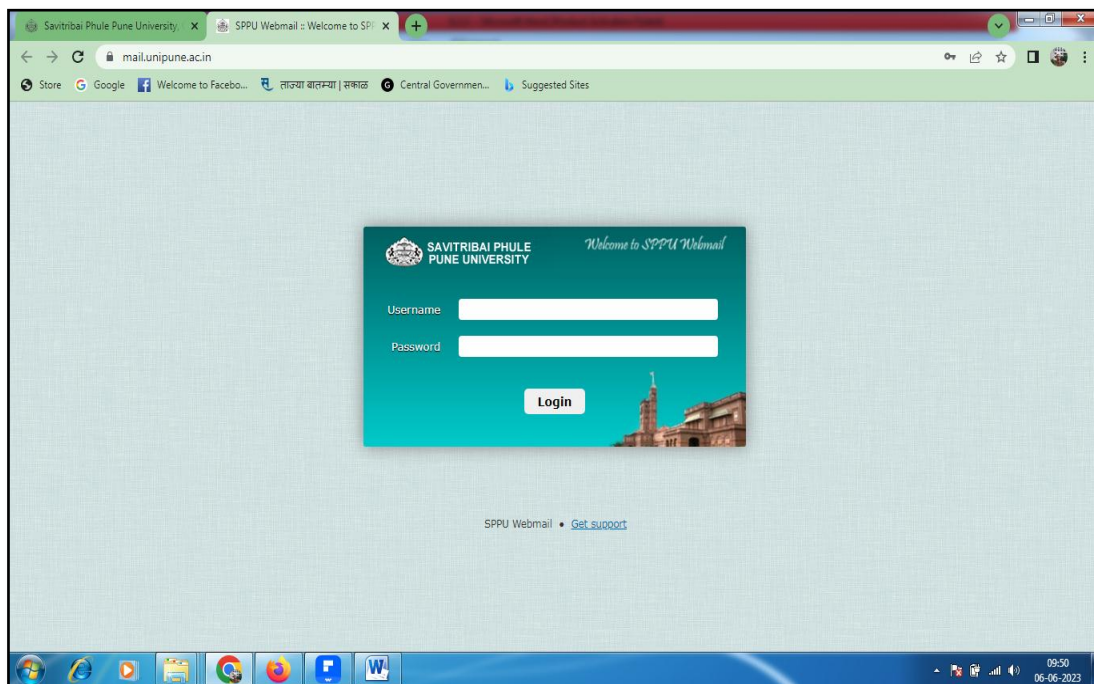 Savitribai Phule Pune University,
SPPU Webmail :: Welcome to SPP
mail.unipune.ac.in
Store
Google
Welcome to Facebo...
ताज्या बातम्या | सकाळ
Central Governmen...
Suggested Sites
SAVITRIBAI PHULE
PUNE UNIVERSITY
Welcome to SPPU Webmail
Username
Password
Login
SPPU Webmail • Get support
09:50
06-06-2023